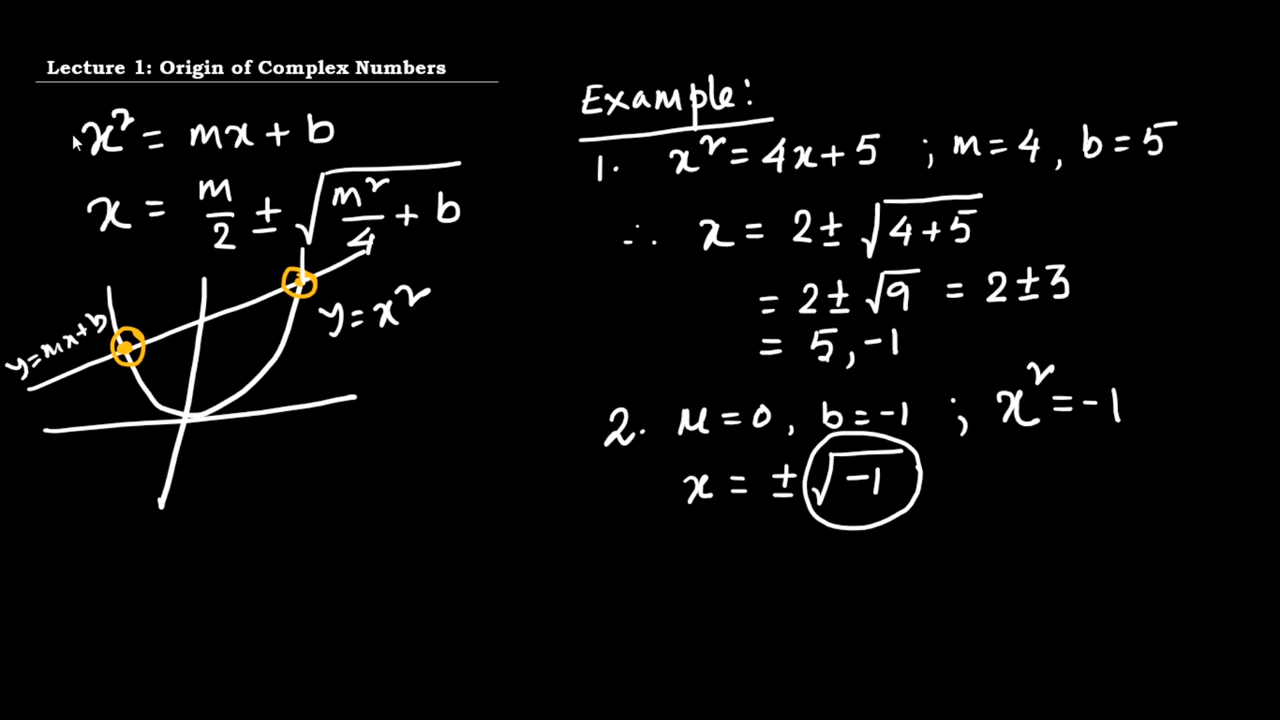 Lecture 1: Origin of Complex Numbers
x² = mx + b
x = m/2 ± √(m²/4 + b)
y=mx+b
y=x²
Example:
1. x² = 4x+5 ; m=4, b=5
∴ x = 2± √(4+5)
= 2± √9 = 2±3
= 5, -1
2. m=0, b=-1 ; x² = -1
x = ± √-1